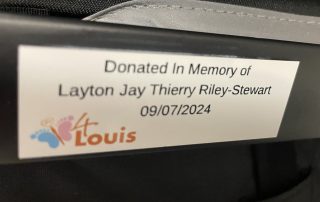 Donated In Memory of
Layton Jay Thierry Riley-Stewart
09/07/2024
4
Louis